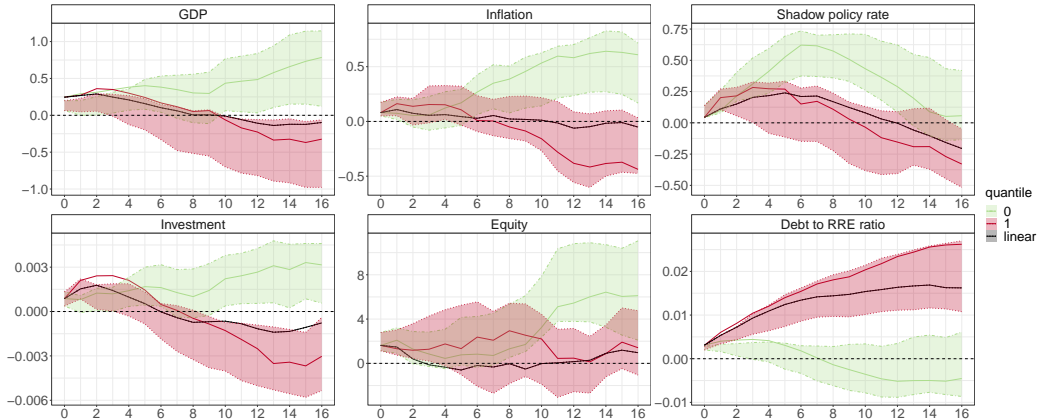 GDP
Inflation
Shadow policy rate
1.0
0.5
0.0
−0.5
−1.0
0 2 4 6 8 10 12 14 16
0.5
0.0
−0.5
0 2 4 6 8 10 12 14 16
0.75
0.50
0.25
0.00
−0.25
−0.50
0 2 4 6 8 10 12 14 16
Investment
Equity
Debt to RRE ratio
0.003
0.000
−0.003
−0.006
0 2 4 6 8 10 12 14 16
8
4
0
0 2 4 6 8 10 12 14 16
0.02
0.01
0.00
−0.01
0 2 4 6 8 10 12 14 16
quantile
0
1
linear